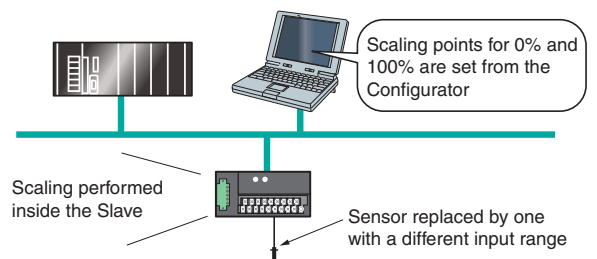 Scaling points for 0% and
100% are set from the
Configurator
Scaling performed
inside the Slave
Sensor replaced by one
with a different input range